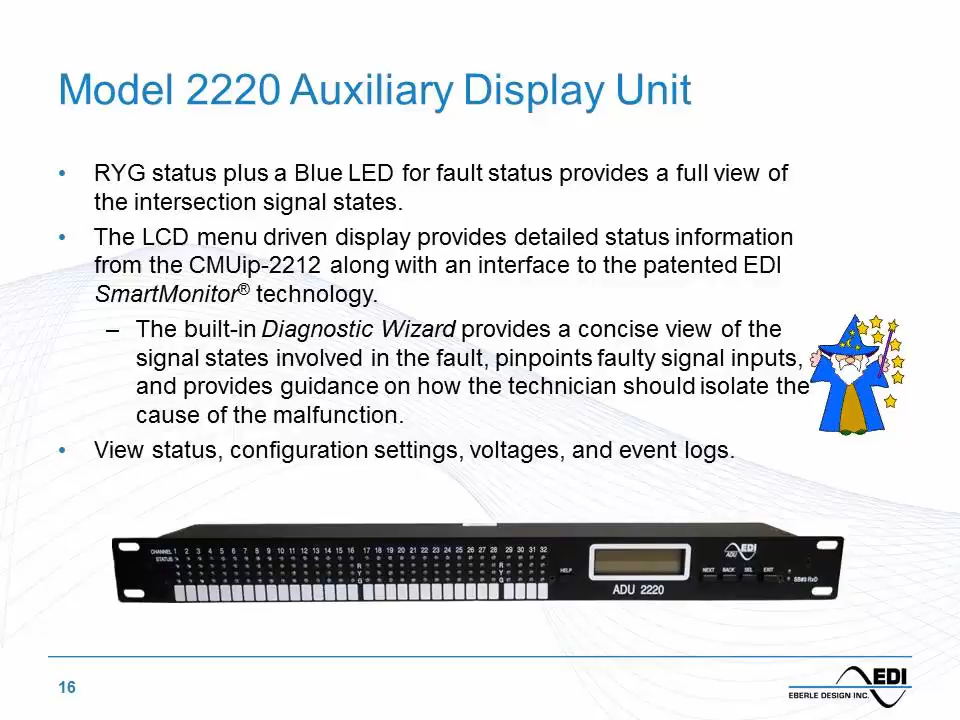 Model 2220 Auxiliary Display Unit
• RYG status plus a Blue LED for fault status provides a full view of
the intersection signal states.
• The LCD menu driven display provides detailed status information
from the CMUip-2212 along with an interface to the patented EDI
SmartMonitor® technology.
– The built-in Diagnostic Wizard provides a concise view of the
signal states involved in the fault, pinpoints faulty signal inputs,
and provides guidance on how the technician should isolate the
cause of the malfunction.
• View status, configuration settings, voltages, and event logs.
CHANNEL 1 2 3 4 5 6 7 8 9 10 11 12 13 14 15 16 17 18 19 20 21 22 23 24 25 26 27 28 29 30 31 32
STATUS
R R
Y Y
G G
HELP
ADU 2220
EDI
ADU
NEXT BACK SEL EXIT
SB#3 RxD
16
EDI
EBERLE DESIGN INC.